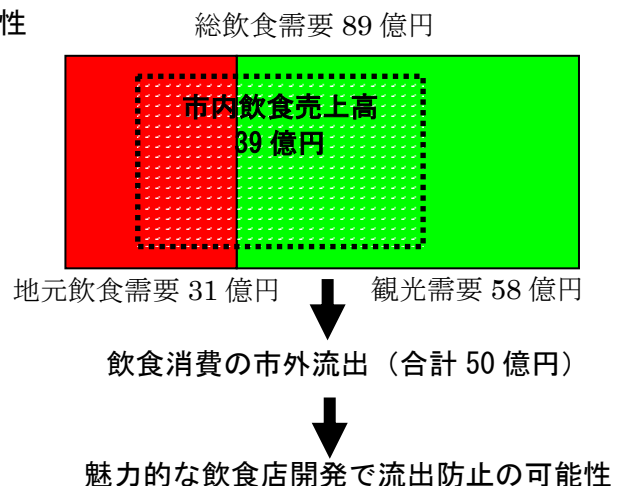 性
総飲食需要 89 億円
市内飲食売上高
39 億円
地元飲食需要 31 億円
観光需要 58 億円
飲食消費の市外流出（合計 50 億円）
魅力的な飲食店開発で流出防止の可能性